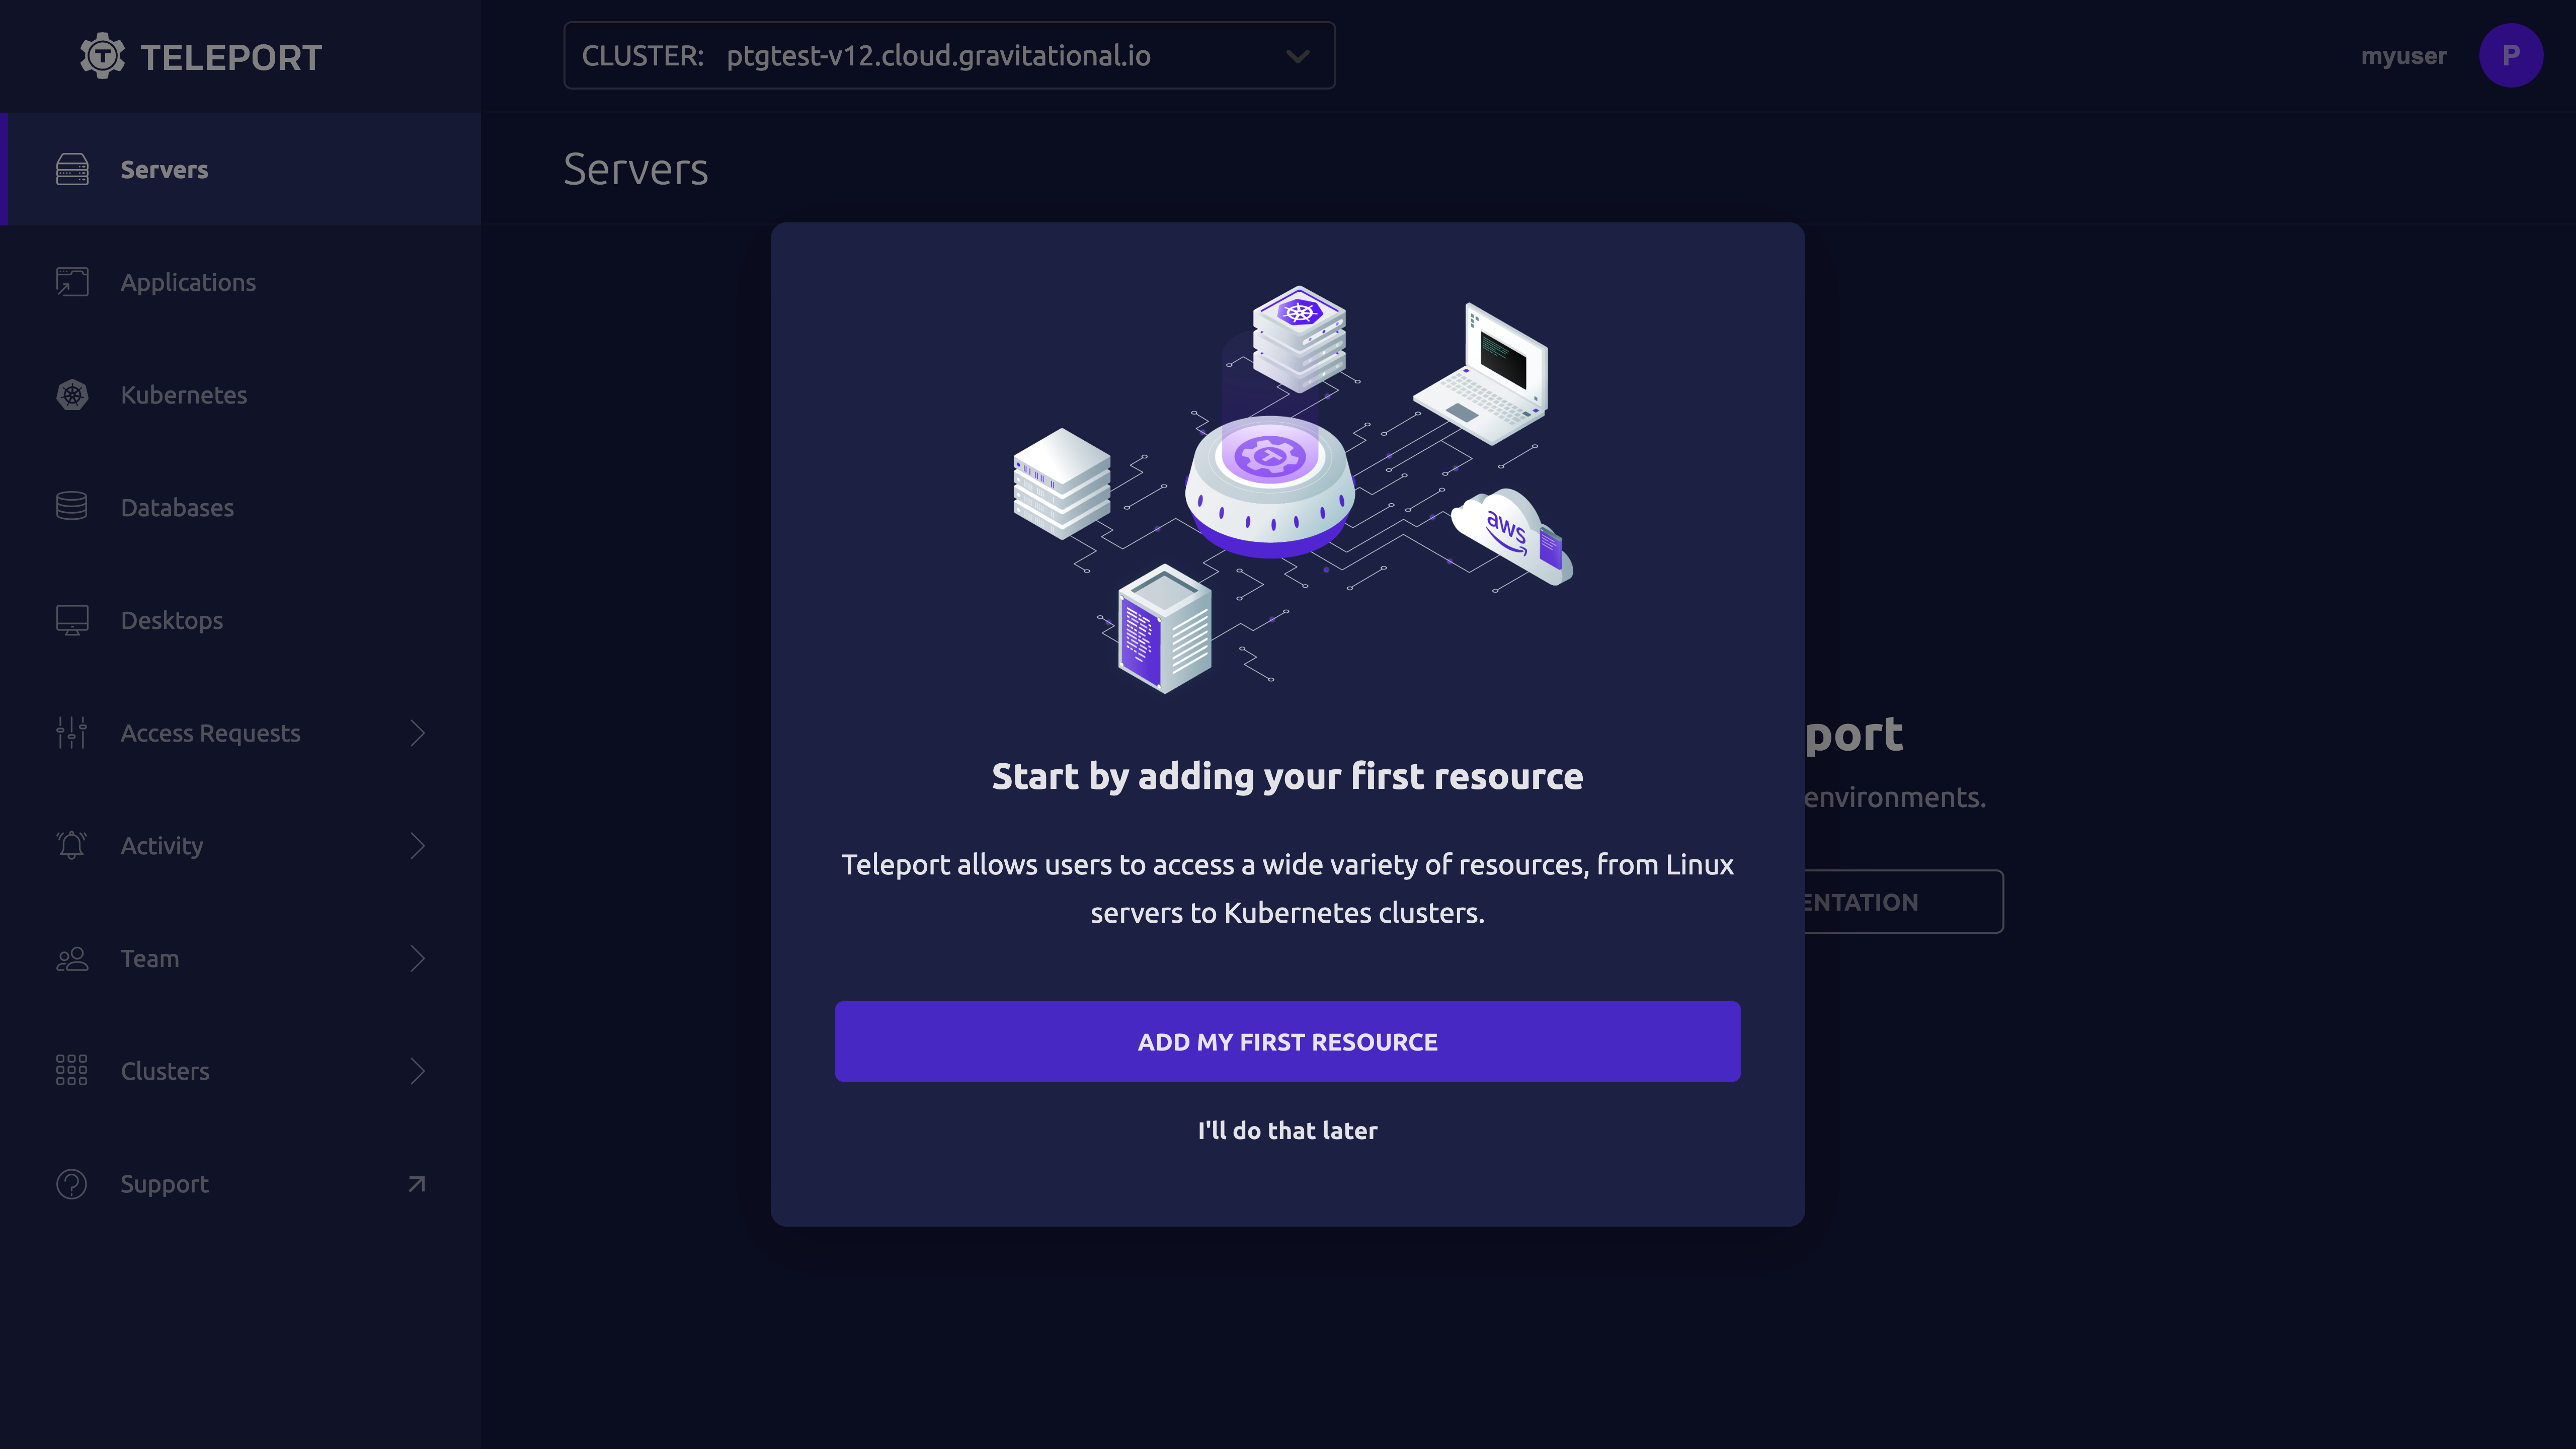 TELEPORT
CLUSTER: ptgtest-v12.cloud.gravitational.io
myuser
P
Servers
Servers
Applications
Kubernetes
Databases
Desktops
Access Requests
Activity
Team
Clusters
Support
aws
Start by adding your first resource
Teleport allows users to access a wide variety of resources, from Linux
servers to Kubernetes clusters.
ADD MY FIRST RESOURCE
I'll do that later
port
environments.
ENTATION